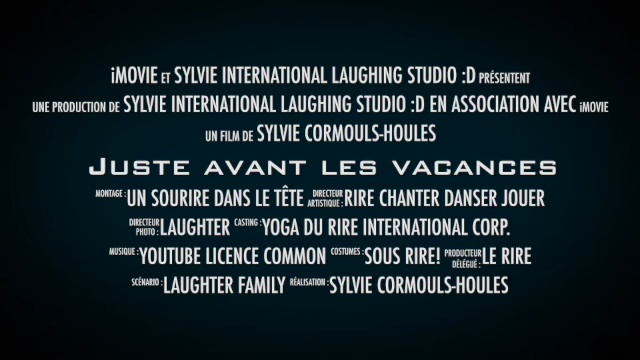 iMOVIE ET SYLVIE INTERNATIONAL LAUGHING STUDIO :D PRÉSENTENT
UNE PRODUCTION DE SYLVIE INTERNATIONAL LAUGHING STUDIO :D EN ASSOCIATION AVEC iMOVIE
UN FILM DE SYLVIE CORMOULS-HOULES
JUSTE AVANT LES VACANCES
MONTAGE : UN SOURIRE DANS LE TÊTE DIRECTEUR ARTISTIQUE : RIRE CHANTER DANSER JOUER
DIRECTEUR PHOTO : LAUGHTER CASTING : YOGA DU RIRE INTERNATIONAL CORP.
MUSIQUE : YOUTUBE LICENCE COMMON COSTUMES : SOUS RIRE! PRODUCTEUR DÉLÉGUÉ : LE RIRE
SCÉNARIO : LAUGHTER FAMILY RÉALISATION : SYLVIE CORMOULS-HOULES